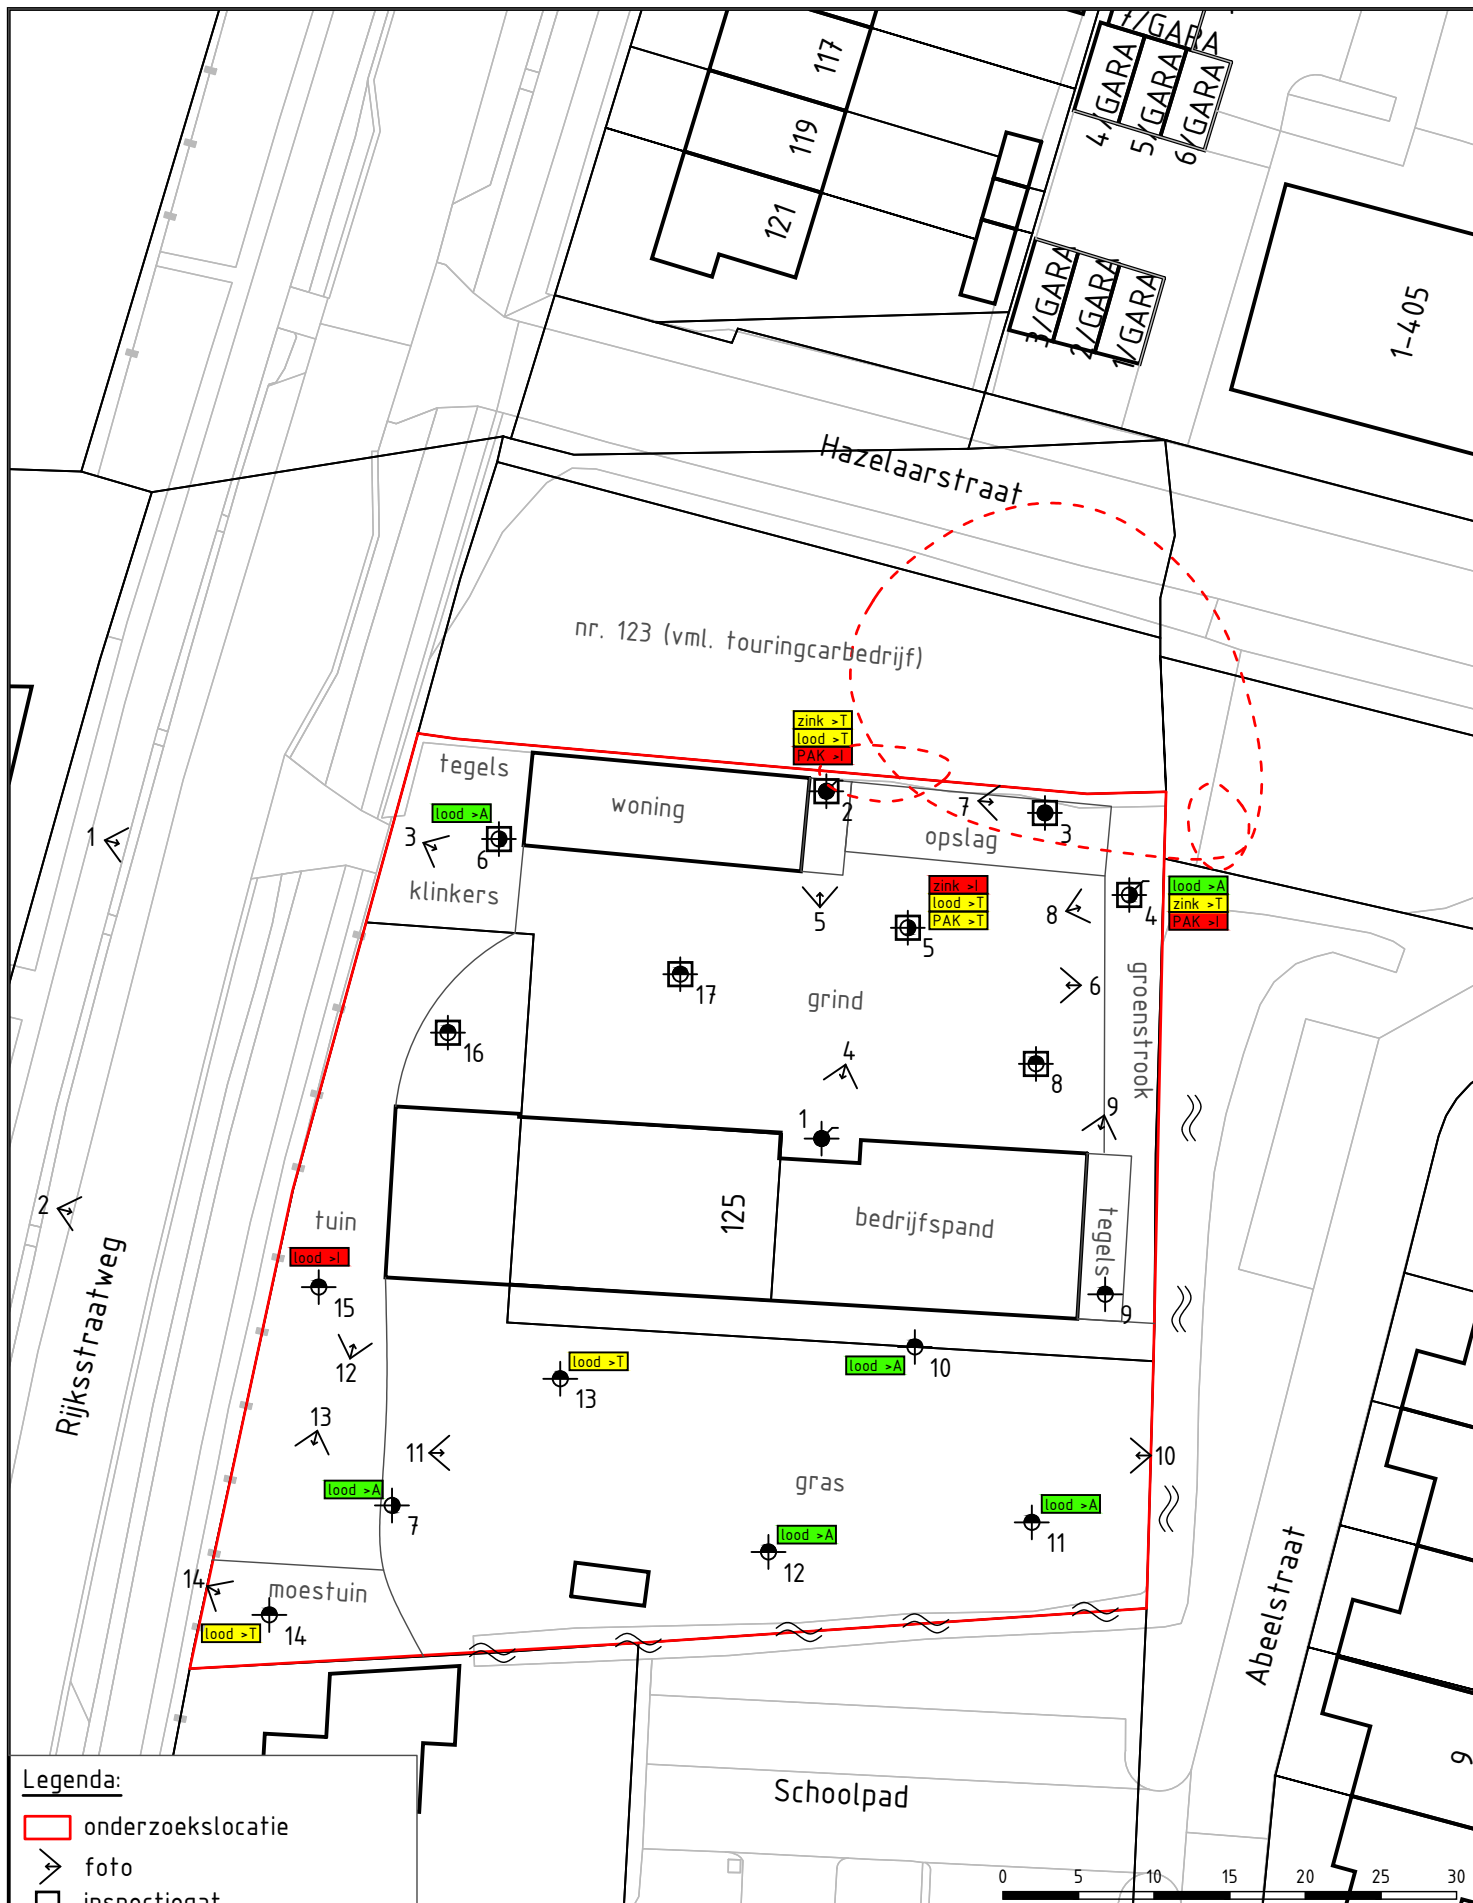 117
119
121
7/GARA
4/GARA
5/GARA
6/GARA
3/GARA
2/GARA
1/GARA
1-405
Hazelaarstraat
nr. 123 (vml. touringcarbedrijf)
zink >T
lood >T
PAK >I
2
tegels
woning
lood >A
6
3
klinkers
1
7
3
opslag
5
zink >I
lood >T
PAK >T
5
8
4
lood >A
zink >T
PAK >I
17
grind
6
groenstrook
16
4
8
1
9
2
tuin
125
bedrijfspand
tegels
lood >I
15
9
Rijksstraatweg
12
lood >T
13
lood >A
10
13
11
10
gras
lood >A
7
lood >A
12
lood >A
11
14
moestuin
lood >T
14
Abeelstraat
9
Schoolpad
Legenda:
onderzoekslocatie
foto
inspectiegat
0 5 10 15 20 25 30